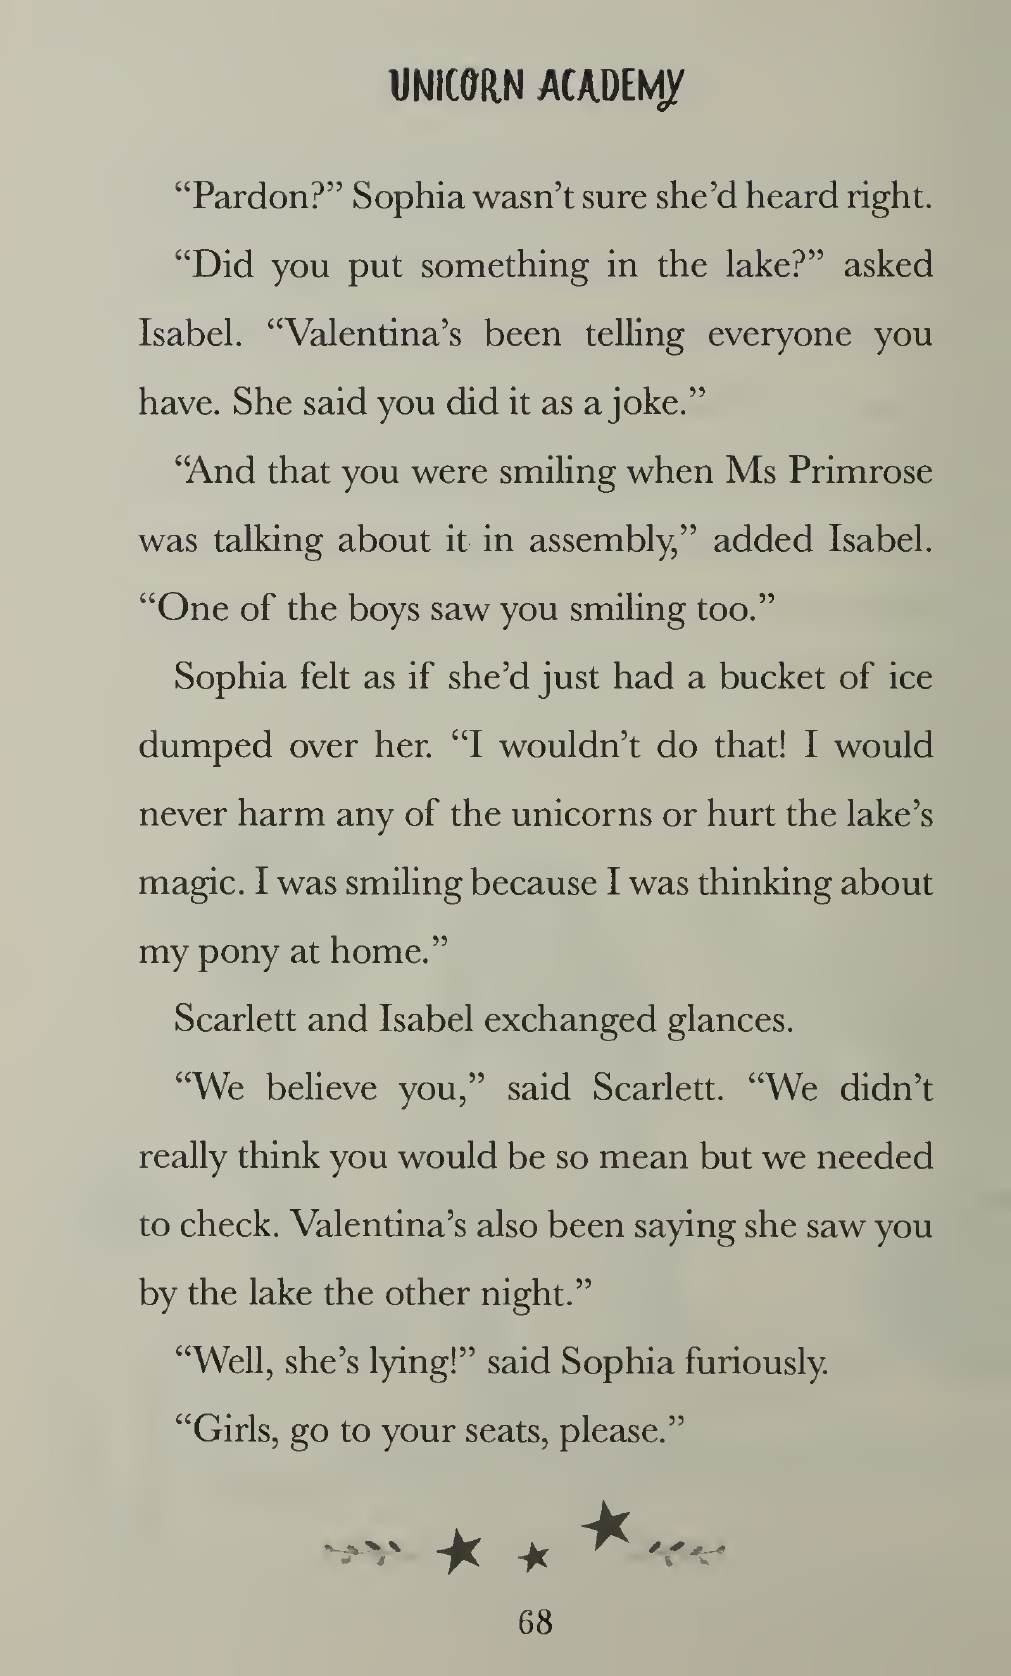 UNICORN ACADEMY
“Pardon?” Sophia wasn’t sure she’d heard right.
“Did you put something in the lake?” asked
Isabel. “Valentina’s been telling everyone you
have. She said you did it as a joke.”
“And that you were smiling when Ms Primrose
was talking about it in assembly,” added Isabel.
“One of the boys saw you smiling too.”
Sophia felt as if she’d just had a bucket of ice
dumped over her. “I wouldn’t do that! I would
never harm any of the unicorns or hurt the lake’s
magic. I was smiling because I was thinking about
my pony at home.”
Scarlett and Isabel exchanged glances.
“We believe you,” said Scarlett. “We didn’t
really think you would be so mean but we needed
to check. Valentina’s also been saying she saw you
by the lake the other night.”
“Well, she’s lying!” said Sophia furiously.
“Girls, go to your seats, please.”
68